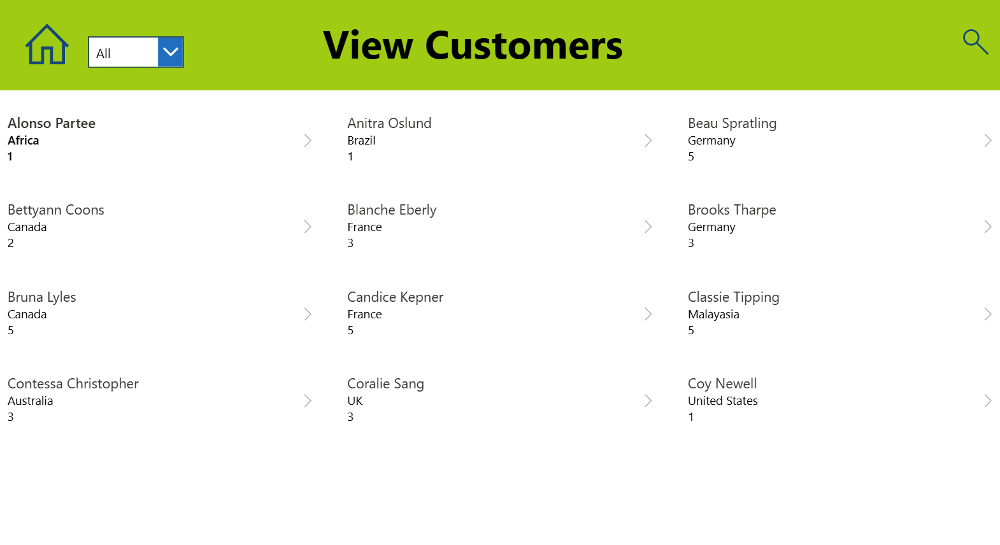 All
View Customers
Alonso Partee
Africa
1
Anitra Oslund
Brazil
1
Beau Spratling
Germany
5
Bettyann Coons
Canada
2
Blanche Eberly
France
3
Brooks Tharpe
Germany
3
Bruna Lyles
Canada
5
Candice Kepner
France
5
Classie Tipping
Malayasia
5
Contessa Christopher
Australia
3
Coralie Sang
UK
3
Coy Newell
United States
1